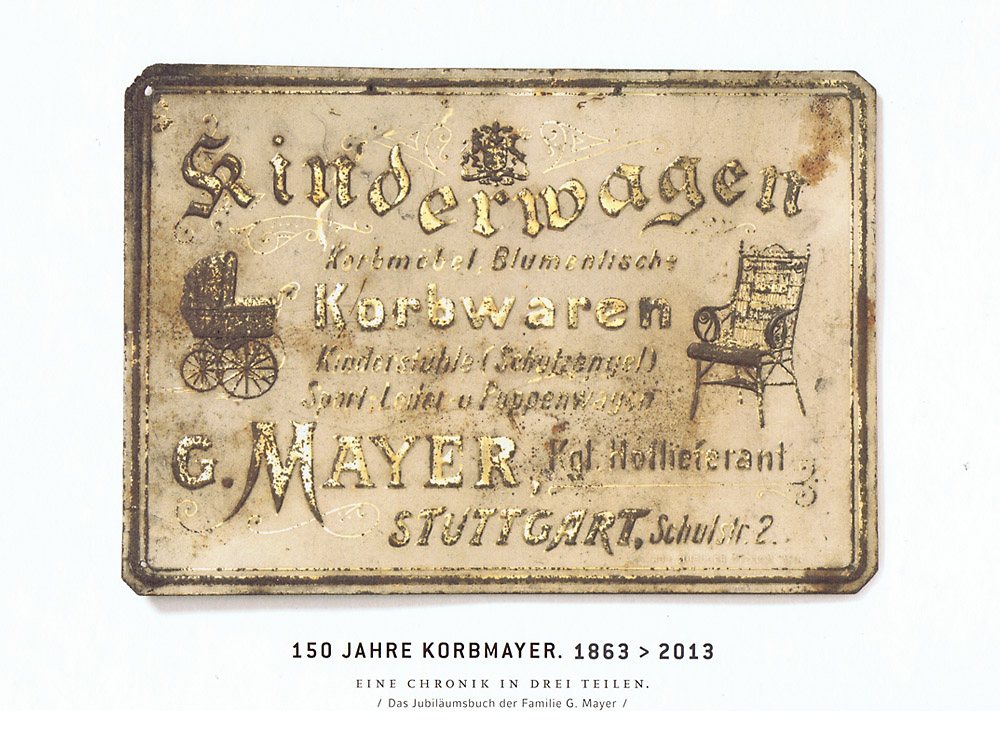 Kinderwagen
Korbmöbel, Blumentische
Korbwaren
Kinderstühle (Schutzengel)
Sport, Leiter u Puppenwagen
G. MAYER, Kgl. Hoflieferant
STUTTGART, Schulstr. 2.
150 JAHRE KORBMAYER. 1863 > 2013
EINE CHRONIK IN DREI TEILEN.
/ Das Jubiläumsbuch der Familie G. Mayer /